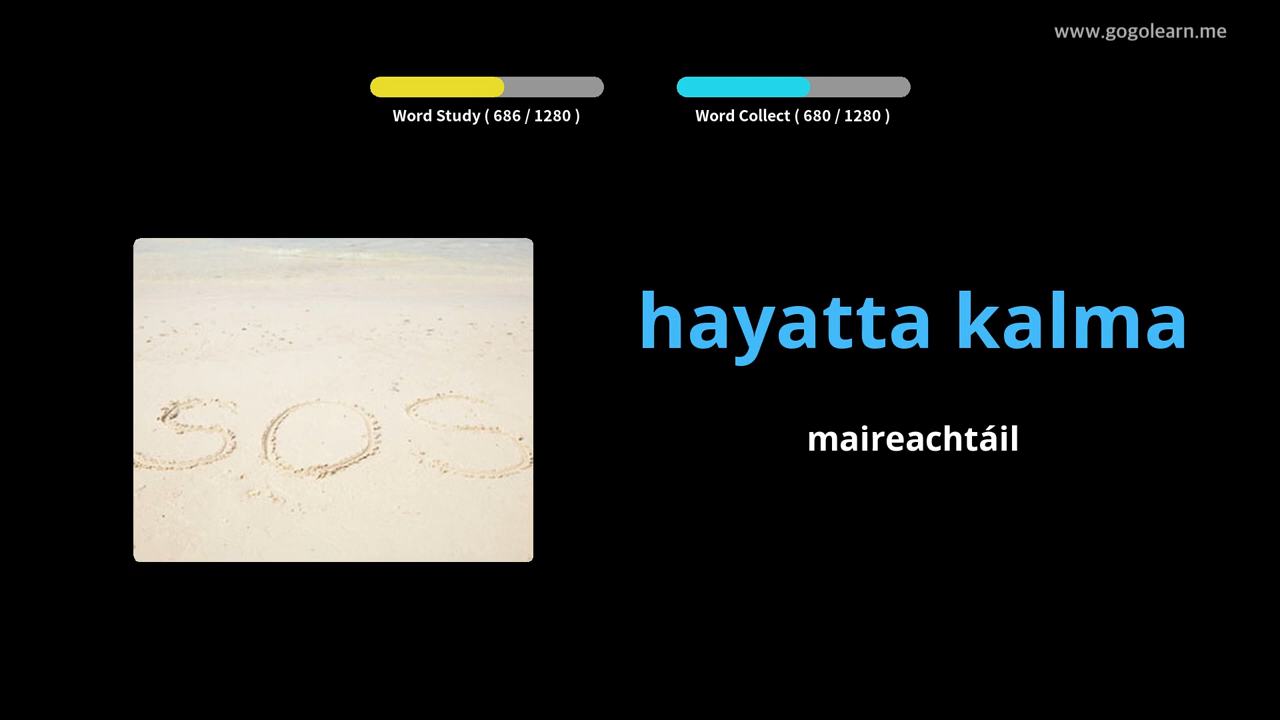 www.gogolearn.me
Word Study ( 686 / 1280 )
Word Collect ( 680 / 1280 )
hayatta kalma
maireachtáil
SOS